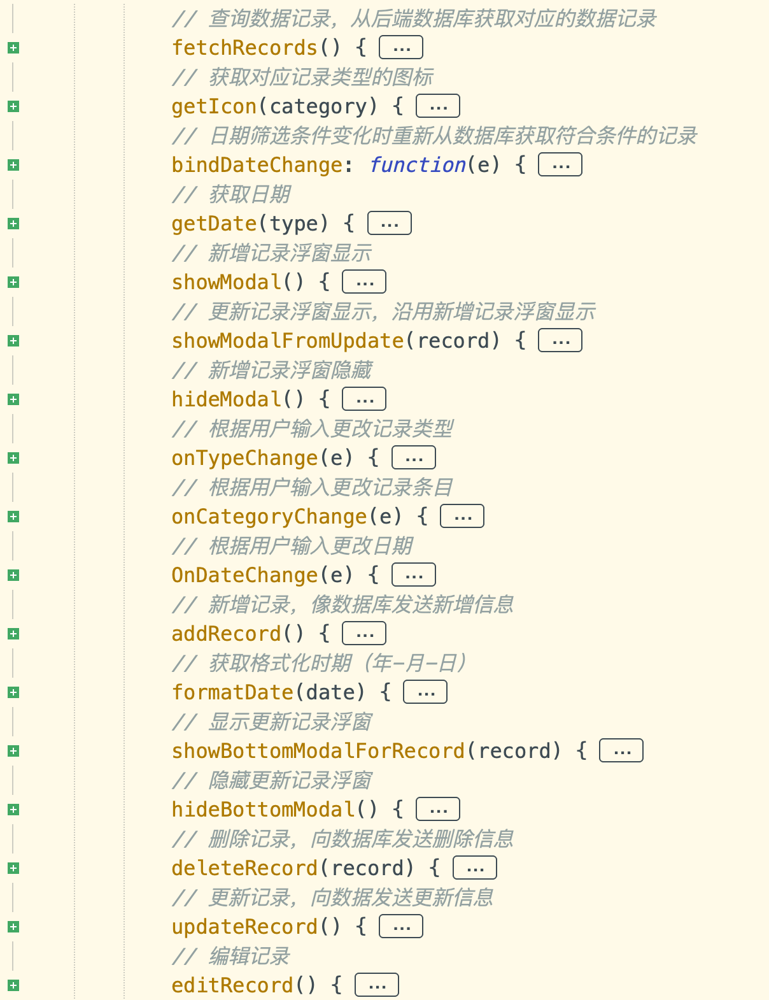 // 查询数据记录，从后端数据库获取对应的数据记录
fetchRecords() { ...
// 获取对应记录类型的图标
getIcon(category) { ...
// 日期筛选条件变化时重新从数据库获取符合条件的记录
bindDateChange: function(e) { ...
// 获取日期
getDate(type) { ...
// 新增记录浮窗显示
showModal() { ...
// 更新记录浮窗显示，沿用新增记录浮窗显示
showModalFromUpdate(record) { ...
// 新增记录浮窗隐藏
hideModal() { ...
// 根据用户输入更改记录类型
onTypeChange(e) { ...
// 根据用户输入更改记录条目
onCategoryChange(e) { ...
// 根据用户输入更改日期
OnDateChange(e) { ...
// 新增记录，像数据库发送新增信息
addRecord() { ...
// 获取格式化时期（年-月-日）
formatDate(date) { ...
// 显示更新记录浮窗
showBottomModalForRecord(record) { ...
// 隐藏更新记录浮窗
hideBottomModal() { ...
// 删除记录，向数据库发送删除信息
deleteRecord(record) { ...
// 更新记录，向数据发送更新信息
updateRecord() { ...
// 编辑记录
editRecord() { ...